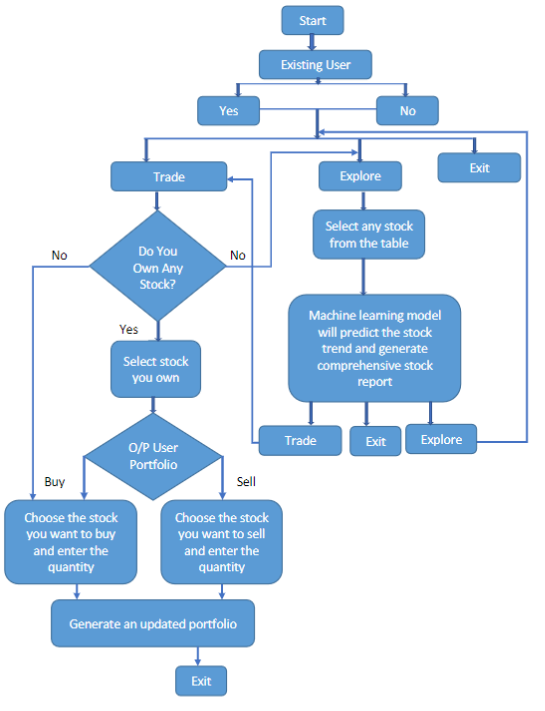 Start
Existing User
Yes
No
Trade
Explore
Exit
Do You
Own Any
Stock?
No
No
Yes
Select any stock
from the table
Machine learning model
will predict the stock
trend and generate
comprehensive stock
report
Select stock
you own
Trade
Exit
Explore
O/P User
Portfolio
Buy
Sell
Choose the stock
you want to buy
and enter the
quantity
Choose the stock
you want to sell
and enter the
quantity
Generate an updated portfolio
Exit